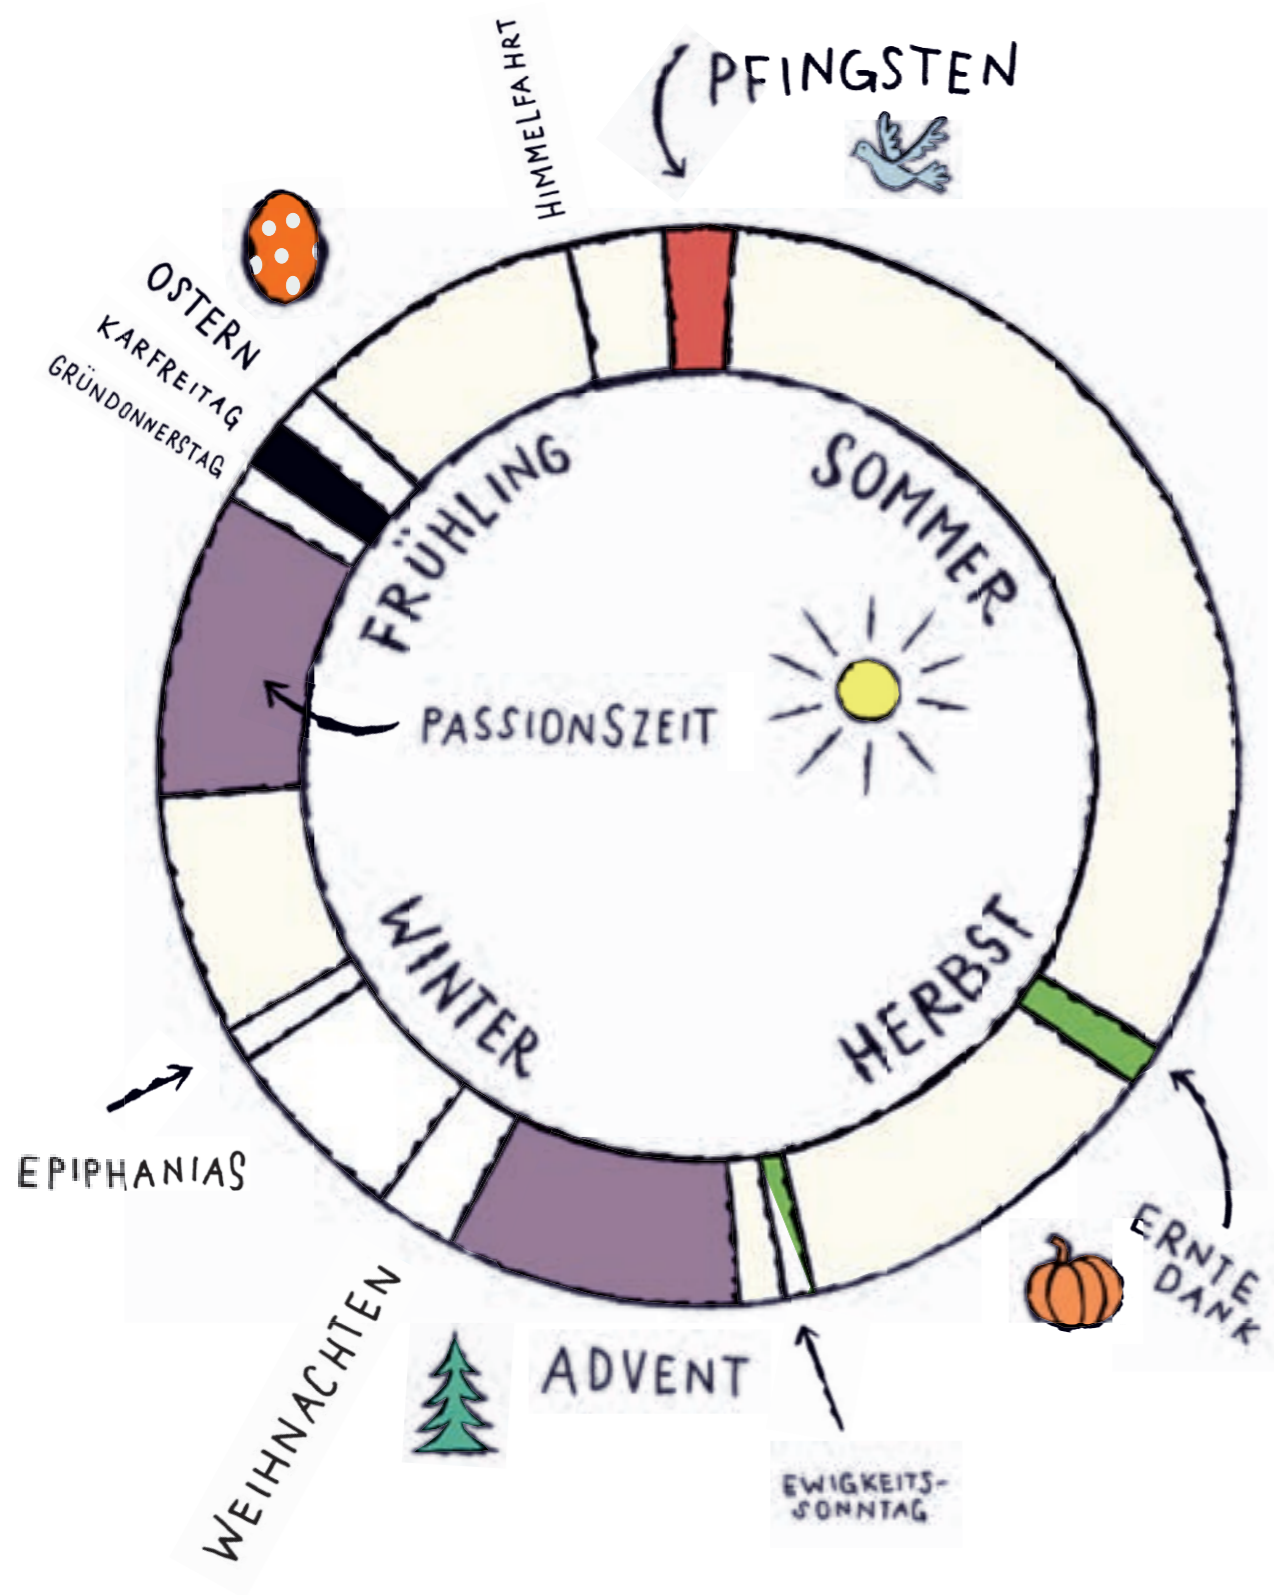 HIMMELFAHRT
PFINGSTEN
OSTERN
KARFREITAG
GRÜNDONNERSTAG
FRÜHLING
SOMMER
PASSIONSZEIT
WINTER
HERBST
EPIPHANIAS
WEIHNACHTEN
ADVENT
EWIGKEITS-
SONNTAG
ERNTE
DANK